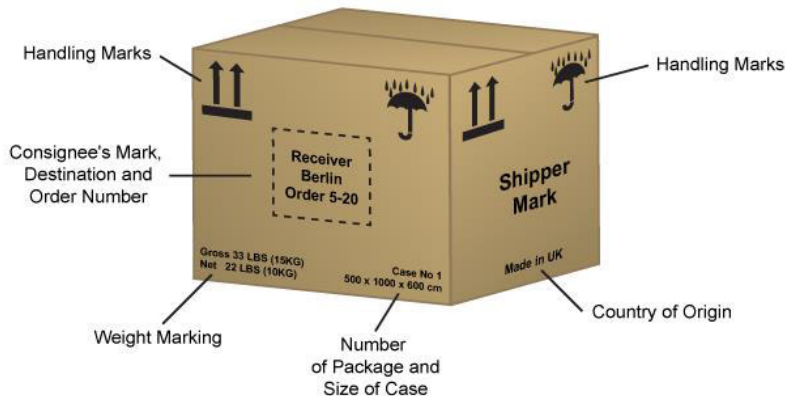 Handling Marks
Handling Marks
Consignee's Mark,
Destination and
Order Number
Receiver
Berlin
Order 5-20
Shipper
Mark
Gross 33 LBS (15KG)
Net 22 LBS (10KG)
Case No 1
500 x 1000 x 600 cm
Made in UK
Weight Marking
Number
of Package and
Size of Case
Country of Origin